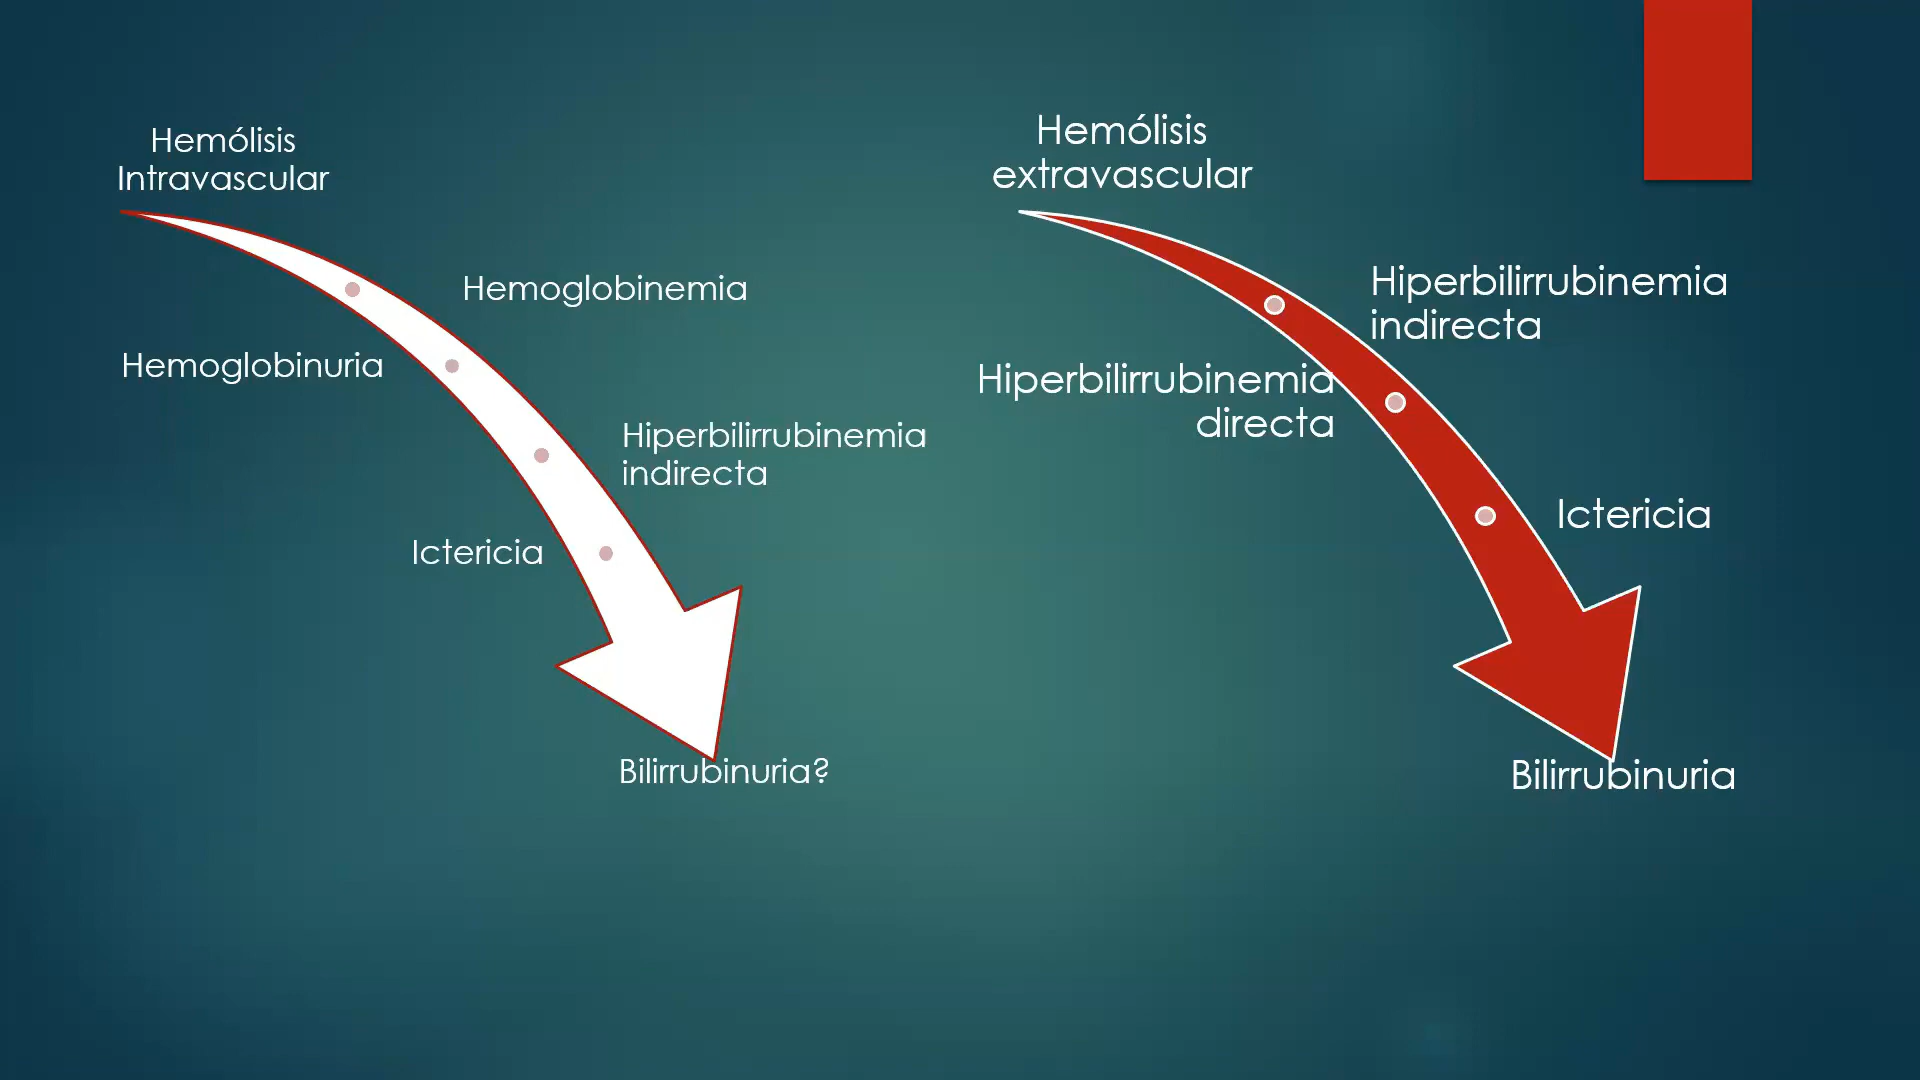 Hemólisis
Intravascular
Hemoglobinemia
Hemoglobinuria
Hiperbilirrubinemia
indirecta
Ictericia
Bilirrubinuria?
Hemólisis
extravascular
Hiperbilirrubinemia
indirecta
Hiperbilirrubinemia
directa
Ictericia
Bilirrubinuria